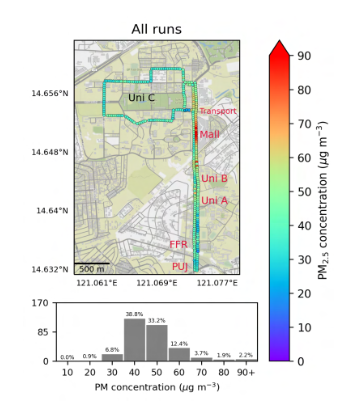 All runs
90
80
70
60
50
40
30
20
10
0
PM2.5 concentration (μg m⁻³)
14.656°N
14.648°N
14.64°N
14.632°N
Uni C
Transport
Mall
Uni B
Uni A
FFR
PUJ
500 m
121.061°E 121.069°E 121.077°E
170
85
0
0.0% 0.9% 6.8% 38.8% 33.2% 12.4% 3.7% 1.9% 2.2%
10 20 30 40 50 60 70 80 90+
PM concentration (μg m⁻³)